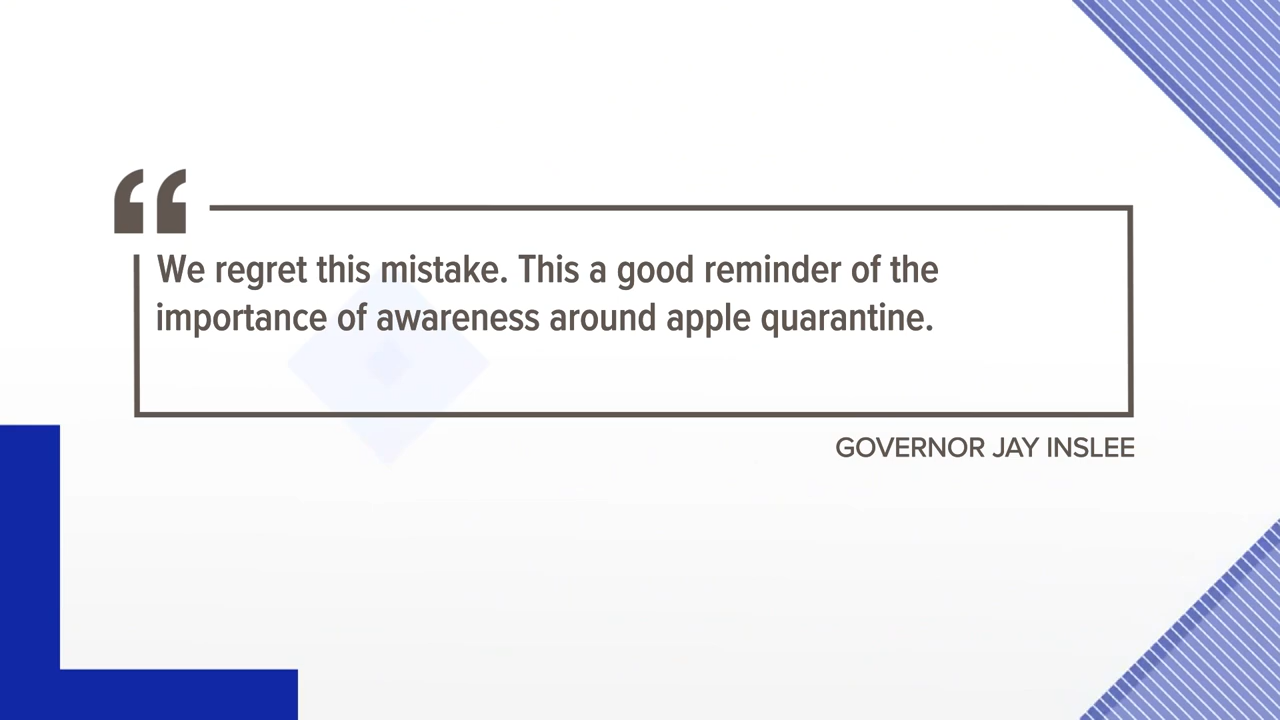 “
We regret this mistake. This a good reminder of the
importance of awareness around apple quarantine.
GOVERNOR JAY INSLEE